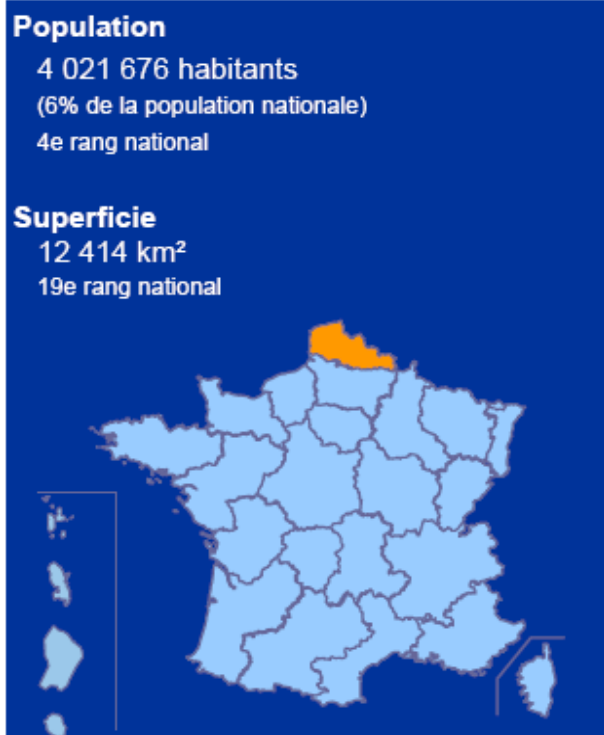 Population
4 021 676 habitants
(6% de la population nationale)
4e rang national
Superficie
12 414 km²
19e rang national